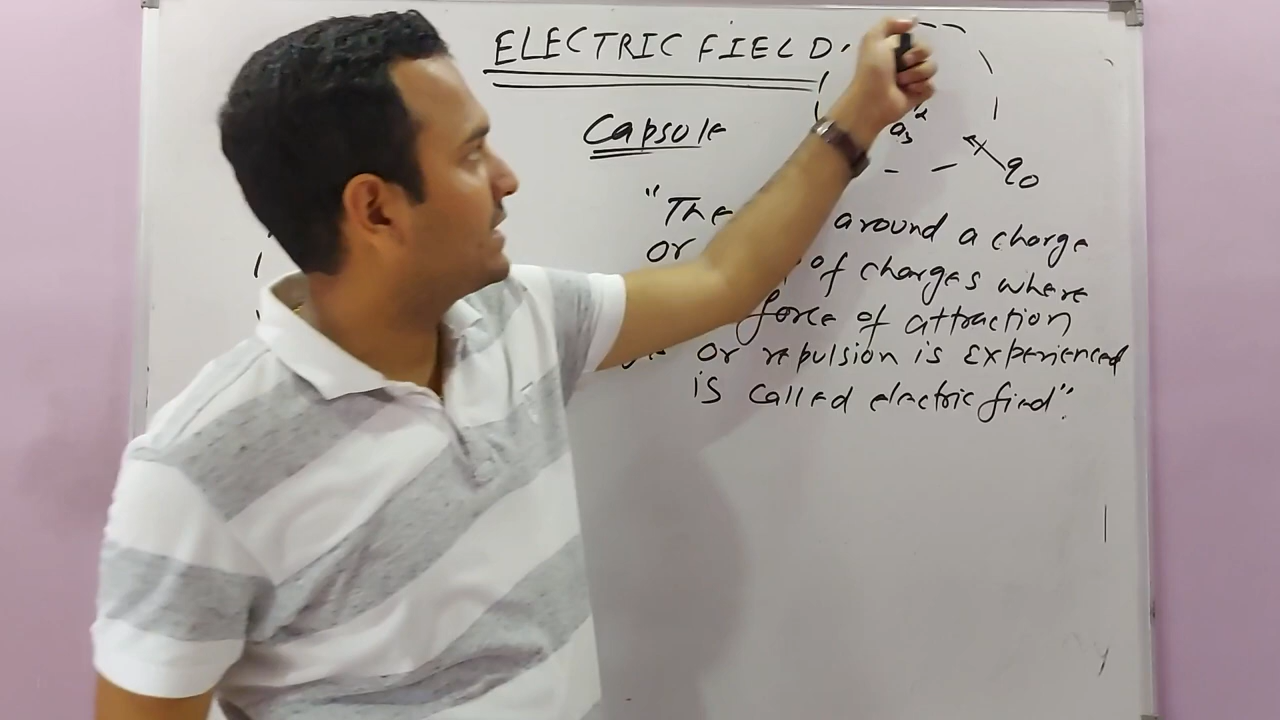 ELECTRIC FIELD
Capsule
q3
q0
"The around a charge
or of charges where
force of attraction
or repulsion is experienced
is called electric field".